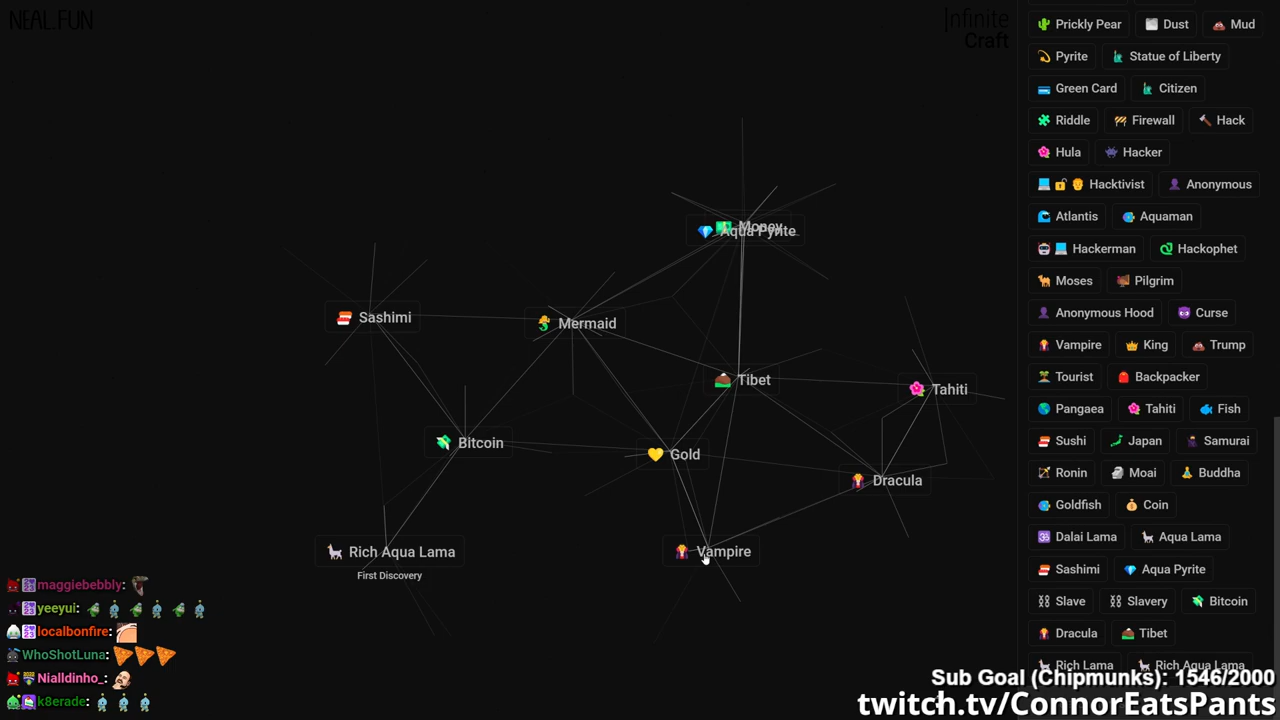 NEAL.FUN
Infinite
Craft
Money
Aqua Pyrite
Sashimi
Mermaid
Tibet
Tahiti
Bitcoin
Gold
Dracula
Rich Aqua Lama
First Discovery
Vampire
maggiebebbly:
yeeyui:
localbonfire:
WhoShotLuna:
Nialldinho_:
k8erade:
Prickly Pear Dust Mud
Pyrite Statue of Liberty
Green Card Citizen
Riddle Firewall Hack
Hula Hacker
Hacktivist Anonymous
Atlantis Aquaman
Hackerman Hackophet
Moses Pilgrim
Anonymous Hood Curse
Vampire King Trump
Tourist Backpacker
Pangaea Tahiti Fish
Sushi Japan Samurai
Ronin Moai Buddha
Goldfish Coin
Dalai Lama Aqua Lama
Sashimi Aqua Pyrite
Slave Slavery Bitcoin
Dracula Tibet
Rich Lama Rich Aqua Lama
Sub Goal (Chipmunks): 1546/2000
twitch.tv/ConnorEatsPants